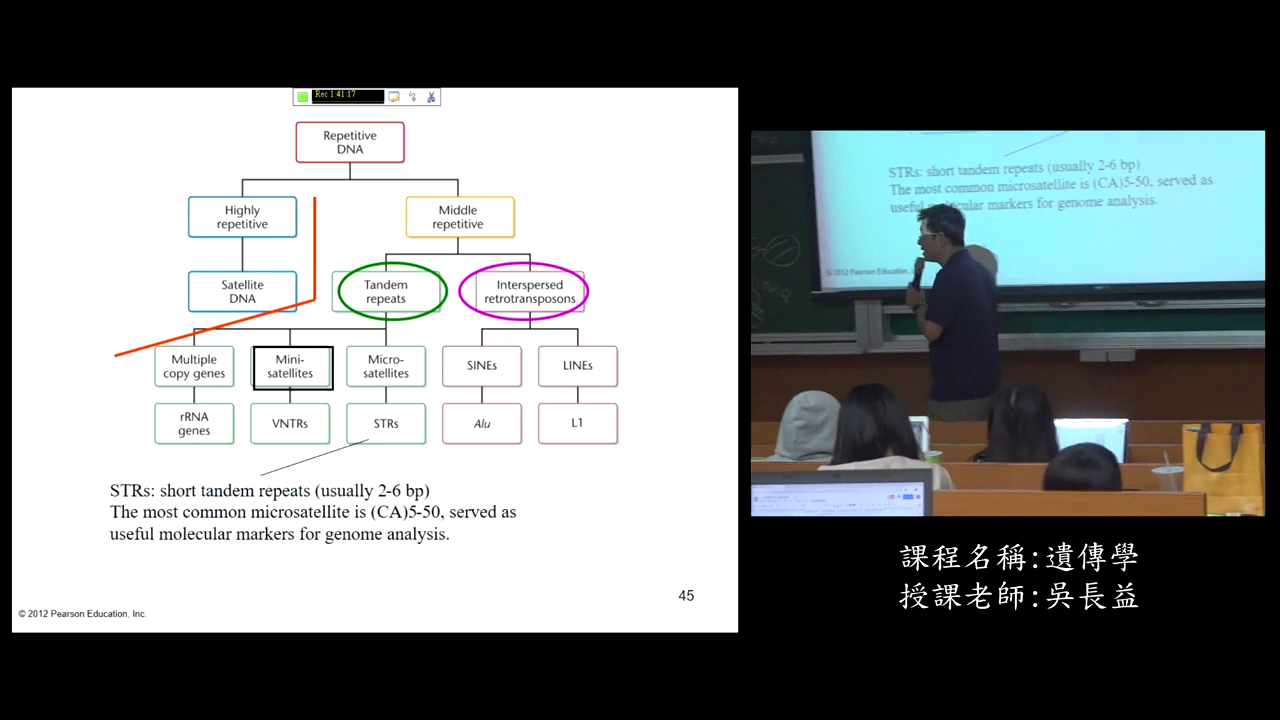 Rec 1:41:17
Repetitive
DNA
Highly
repetitive
Middle
repetitive
Satellite
DNA
Tandem
repeats
Interspersed
retrotransposons
Multiple
copy genes
Mini-
satellites
Micro-
satellites
SINEs
LINEs
rRNA
genes
VNTRs
STRs
Alu
L1
STRs: short tandem repeats (usually 2-6 bp)
The most common microsatellite is (CA)5-50, served as
useful molecular markers for genome analysis.
45
© 2012 Pearson Education, Inc.
STRs: short tandem repeats (usually 2-6 bp)
The most common microsatellite is (CA)5-50, served as
useful molecular markers for genome analysis.
© 2012 Pearson Education,
課程名稱:遺傳學
授課老師:吳長益